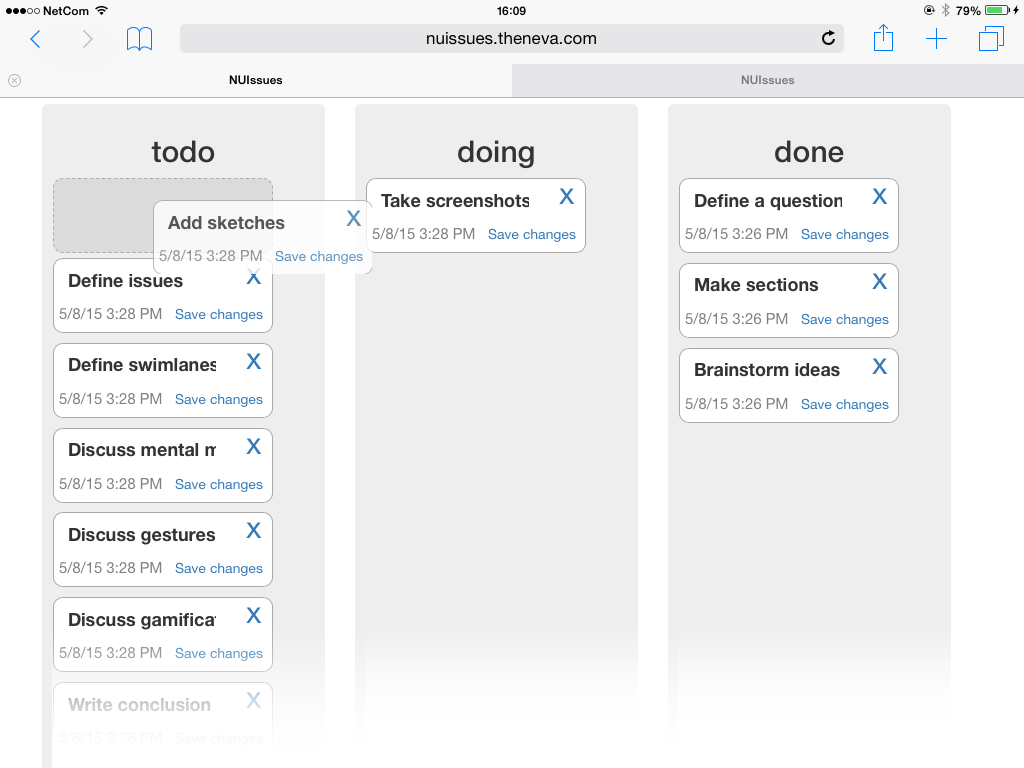 NetCom
16:09
79%
nuissues.theneva.com
NUIssues
NUIssues
todo
Add sketches X
5/8/15 3:28 PM Save changes
Define issues X
5/8/15 3:28 PM Save changes
Define swimlanes X
5/8/15 3:28 PM Save changes
Discuss mental m X
5/8/15 3:28 PM Save changes
Discuss gestures X
5/8/15 3:28 PM Save changes
Discuss gamifica X
5/8/15 3:28 PM Save changes
Write conclusion X
5/8/15 3:28 PM Save changes
doing
Take screenshots X
5/8/15 3:28 PM Save changes
done
Define a question X
5/8/15 3:26 PM Save changes
Make sections X
5/8/15 3:26 PM Save changes
Brainstorm ideas X
5/8/15 3:26 PM Save changes